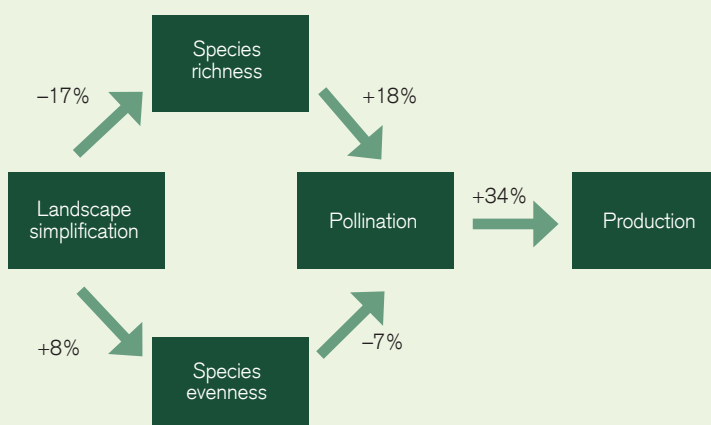 Species
richness
–17%
+18%
Landscape
simplification
Pollination
+34%
Production
+8%
–7%
Species
evenness